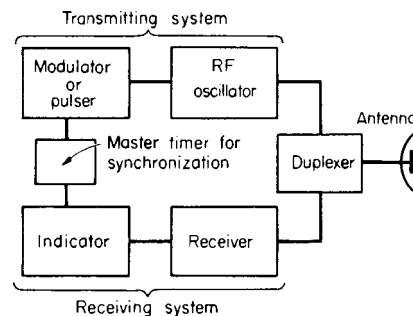 Transmitting system
Modulator
or
pulser
RF
oscillator
Antenna
Master timer for
synchronization
Duplexer
Indicator
Receiver
Receiving system